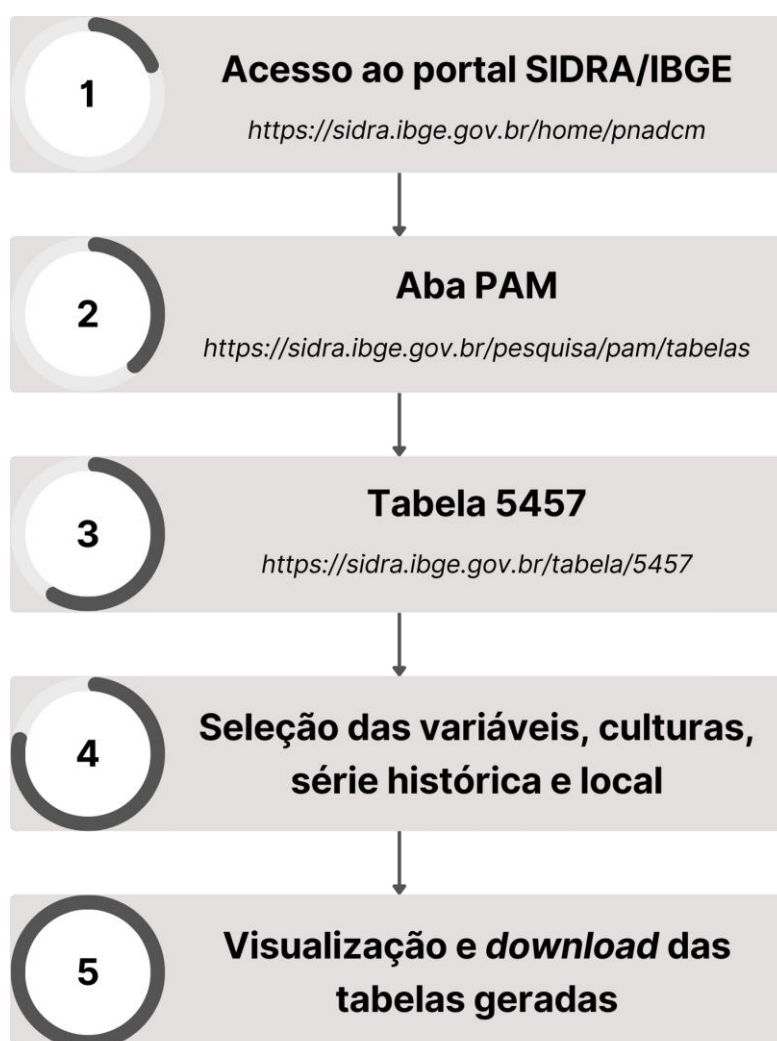 1
Acesso ao portal SIDRA/IBGE
https://sidra.ibge.gov.br/home/pnadcm
2
Aba PAM
https://sidra.ibge.gov.br/pesquisa/pam/tabelas
3
Tabela 5457
https://sidra.ibge.gov.br/tabela/5457
4
Seleção das variáveis, culturas,
série histórica e local
5
Visualização e download das
tabelas geradas